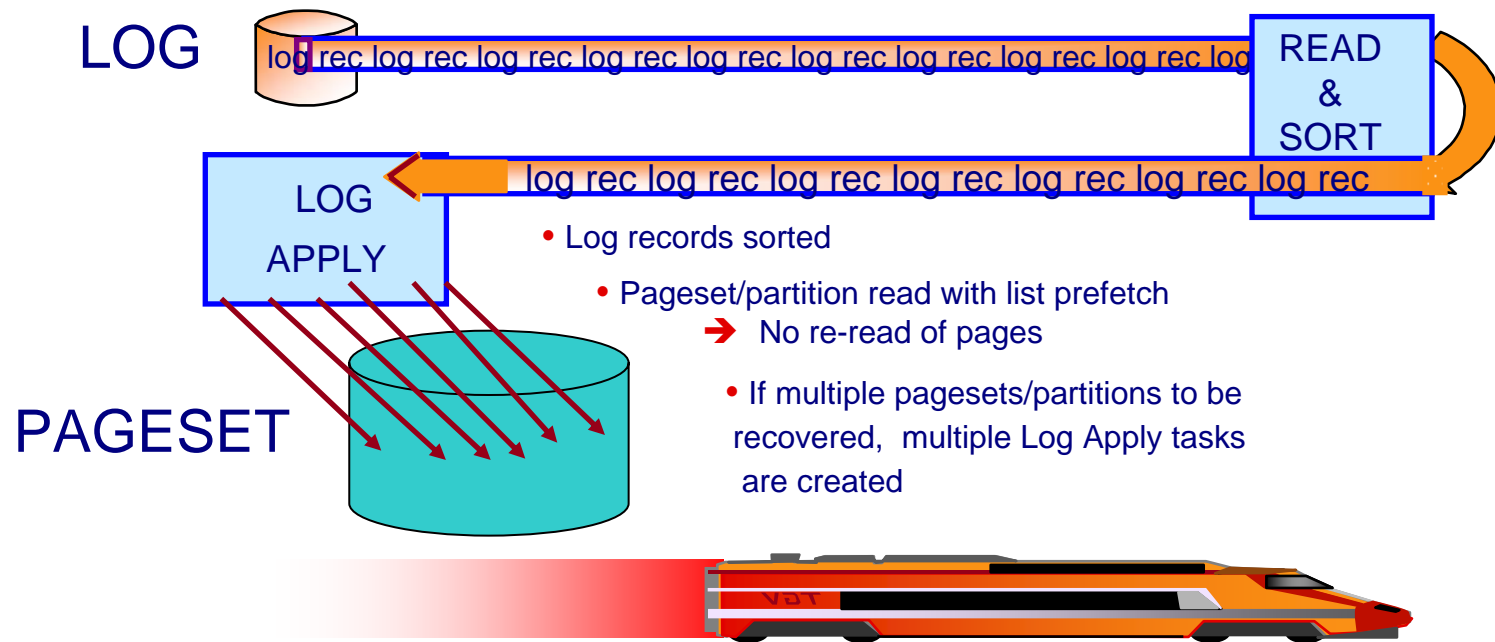 LOG
log rec log rec log rec log rec log rec log rec log rec log rec log rec log
READ
&
SORT
log rec log rec log rec log rec log rec log rec log rec
LOG
APPLY
• Log records sorted
• Pageset/partition read with list prefetch
➔ No re-read of pages
• If multiple pagesets/partitions to be
recovered, multiple Log Apply tasks
are created
PAGESET
TGV